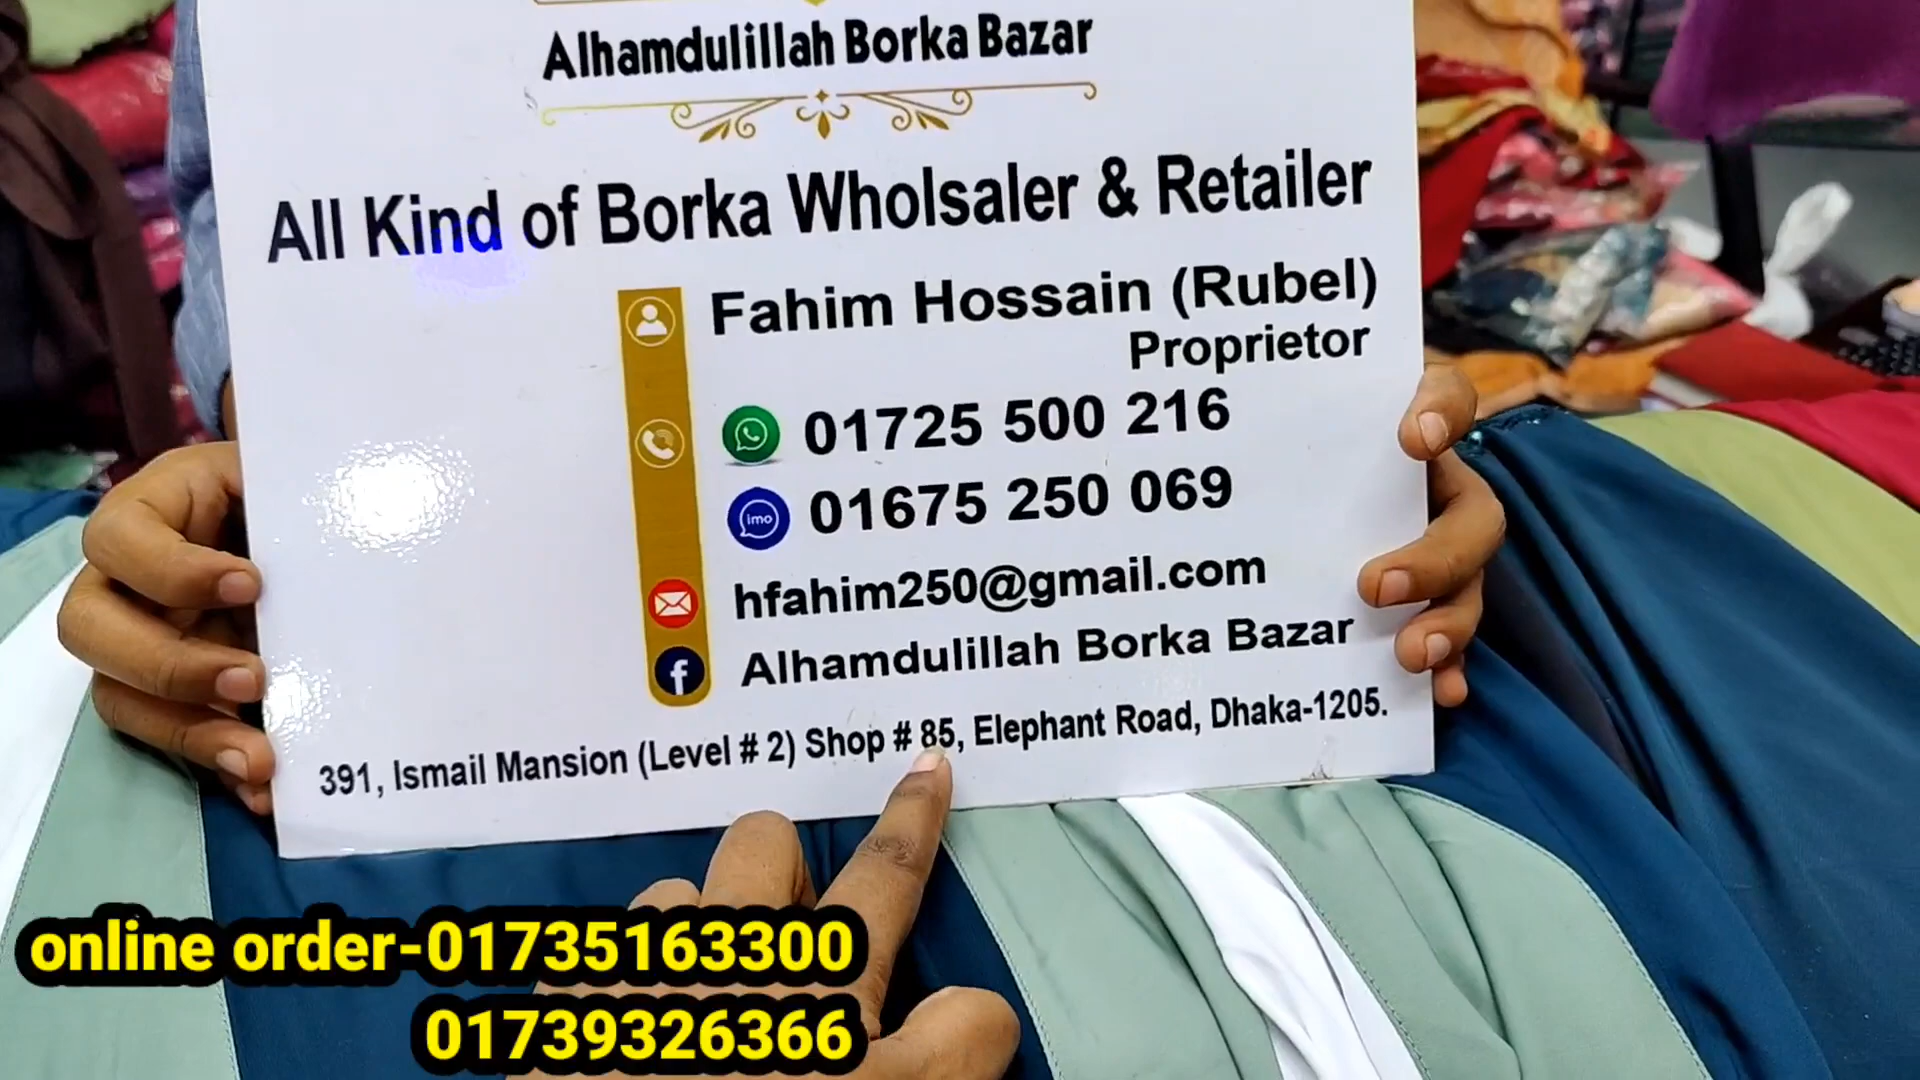 Alhamdulillah Borka Bazar
All Kind of Borka Wholsaler & Retailer
Fahim Hossain (Rubel)
Proprietor
01725 500 216
imo 01675 250 069
hfahim250@gmail.com
f Alhamdulillah Borka Bazar
391, Ismail Mansion (Level # 2) Shop # 85, Elephant Road, Dhaka-1205.
online order-01735163300
01739326366